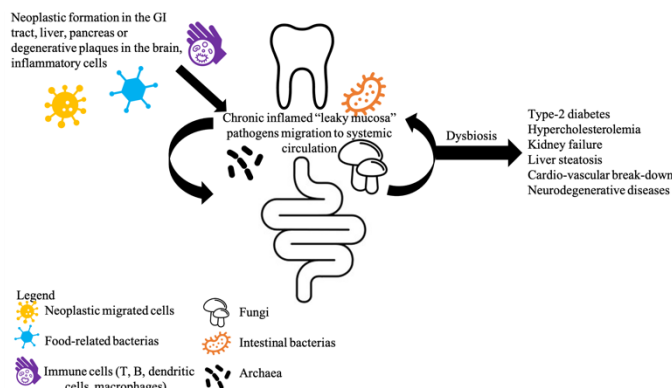 Neoplastic formation in the GI
tract, liver, pancreas or
degenerative plaques in the brain,
inflammatory cells
Chronic inflamed “leaky mucosa”
pathogens migration to systemic
circulation
Dysbiosis
Type-2 diabetes
Hypercholesterolemia
Kidney failure
Liver steatosis
Cardio-vascular break-down
Neurodegenerative diseases
Legend
Neoplastic migrated cells
Food-related bacterias
Immune cells (T, B, dendritic
cells, macrophages)
Fungi
Intestinal bacterias
Archaea